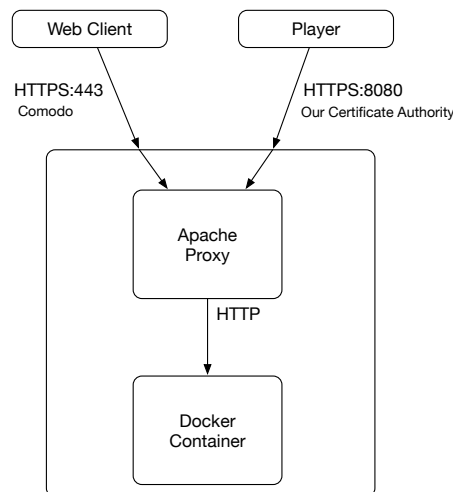 Web Client
Player
HTTPS:443
Comodo
HTTPS:8080
Our Certificate Authority
Apache
Proxy
HTTP
Docker
Container